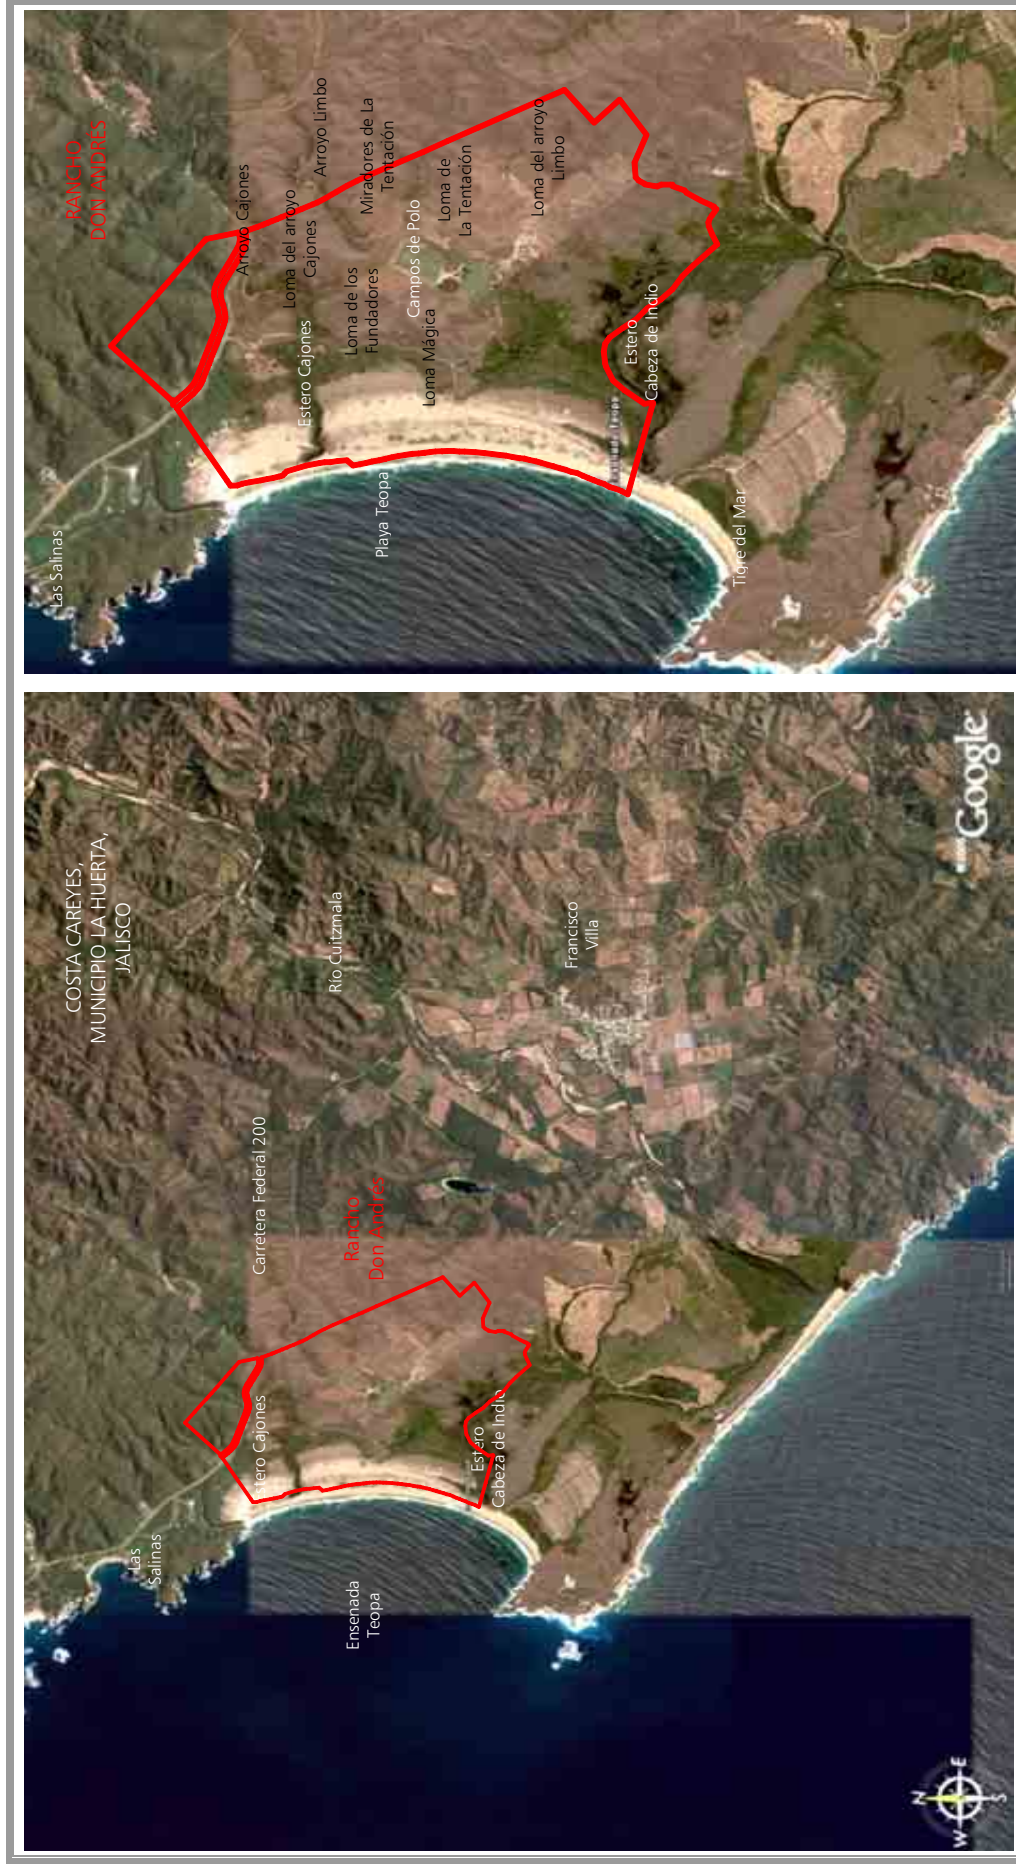 RANCHO
DON ANDRÉS
Arroyo Cajones
Arroyo Limbo
Loma del arroyo
Cajones
Miradores de La
Tentación
Loma de
La Tentación
Loma del arroyo
Limbo
Campos de Polo
Loma de los
Fundadores
Loma Mágica
Estero Cajones
Estero
Cabeza de Indio
Las Salinas
Playa Teopa
Tigre del Mar
COSTA CAREYES,
MUNICIPIO LA HUERTA,
JALISCO
Río Cuitzmala
Francisco
Villa
Carretera Federal 200
Rancho
Don Andrés
Estero Cajones
Estero
Cabeza de Indio
Las
Salinas
Ensenada
Teopa
Google
N
W E
S